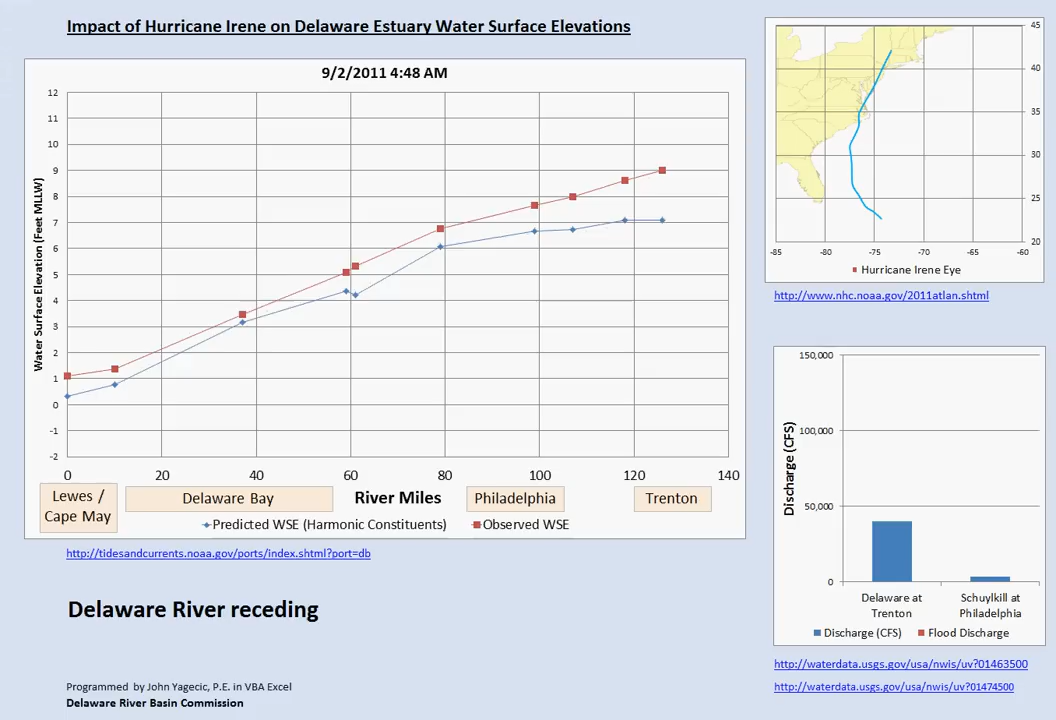 Impact of Hurricane Irene on Delaware Estuary Water Surface Elevations
9/2/2011 4:48 AM
Water Surface Elevation (Feet MLLW)
12
11
10
9
8
7
6
5
4
3
2
1
0
-1
-2
0 20 40 60 80 100 120 140
Lewes /
Cape May
Delaware Bay
River Miles
Philadelphia
Trenton
Predicted WSE (Harmonic Constituents) Observed WSE
http://tidesandcurrents.noaa.gov/ports/index.shtml?port=db
Delaware River receding
Programmed by John Yagecic, P.E. in VBA Excel
Delaware River Basin Commission
45
40
35
30
25
20
-85 -80 -75 -70 -65 -60
Hurricane Irene Eye
http://www.nhc.noaa.gov/2011atlan.shtml
Discharge (CFS)
150,000
100,000
50,000
0
Delaware at
Trenton
Schuylkill at
Philadelphia
Discharge (CFS) Flood Discharge
http://waterdata.usgs.gov/usa/nwis/uv?01463500
http://waterdata.usgs.gov/usa/nwis/uv?01474500